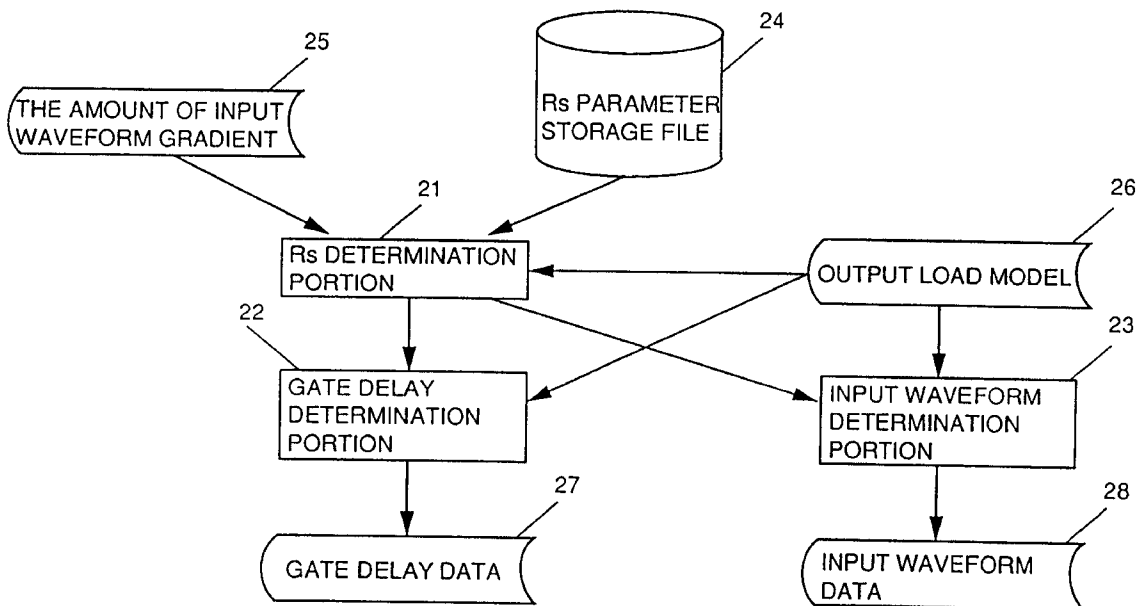 24
25
THE AMOUNT OF INPUT
WAVEFORM GRADIENT
Rs PARAMETER
STORAGE FILE
21
26
Rs DETERMINATION
PORTION
OUTPUT LOAD MODEL
22
23
GATE DELAY
DETERMINATION
PORTION
INPUT WAVEFORM
DETERMINATION
PORTION
27
28
GATE DELAY DATA
INPUT WAVEFORM
DATA